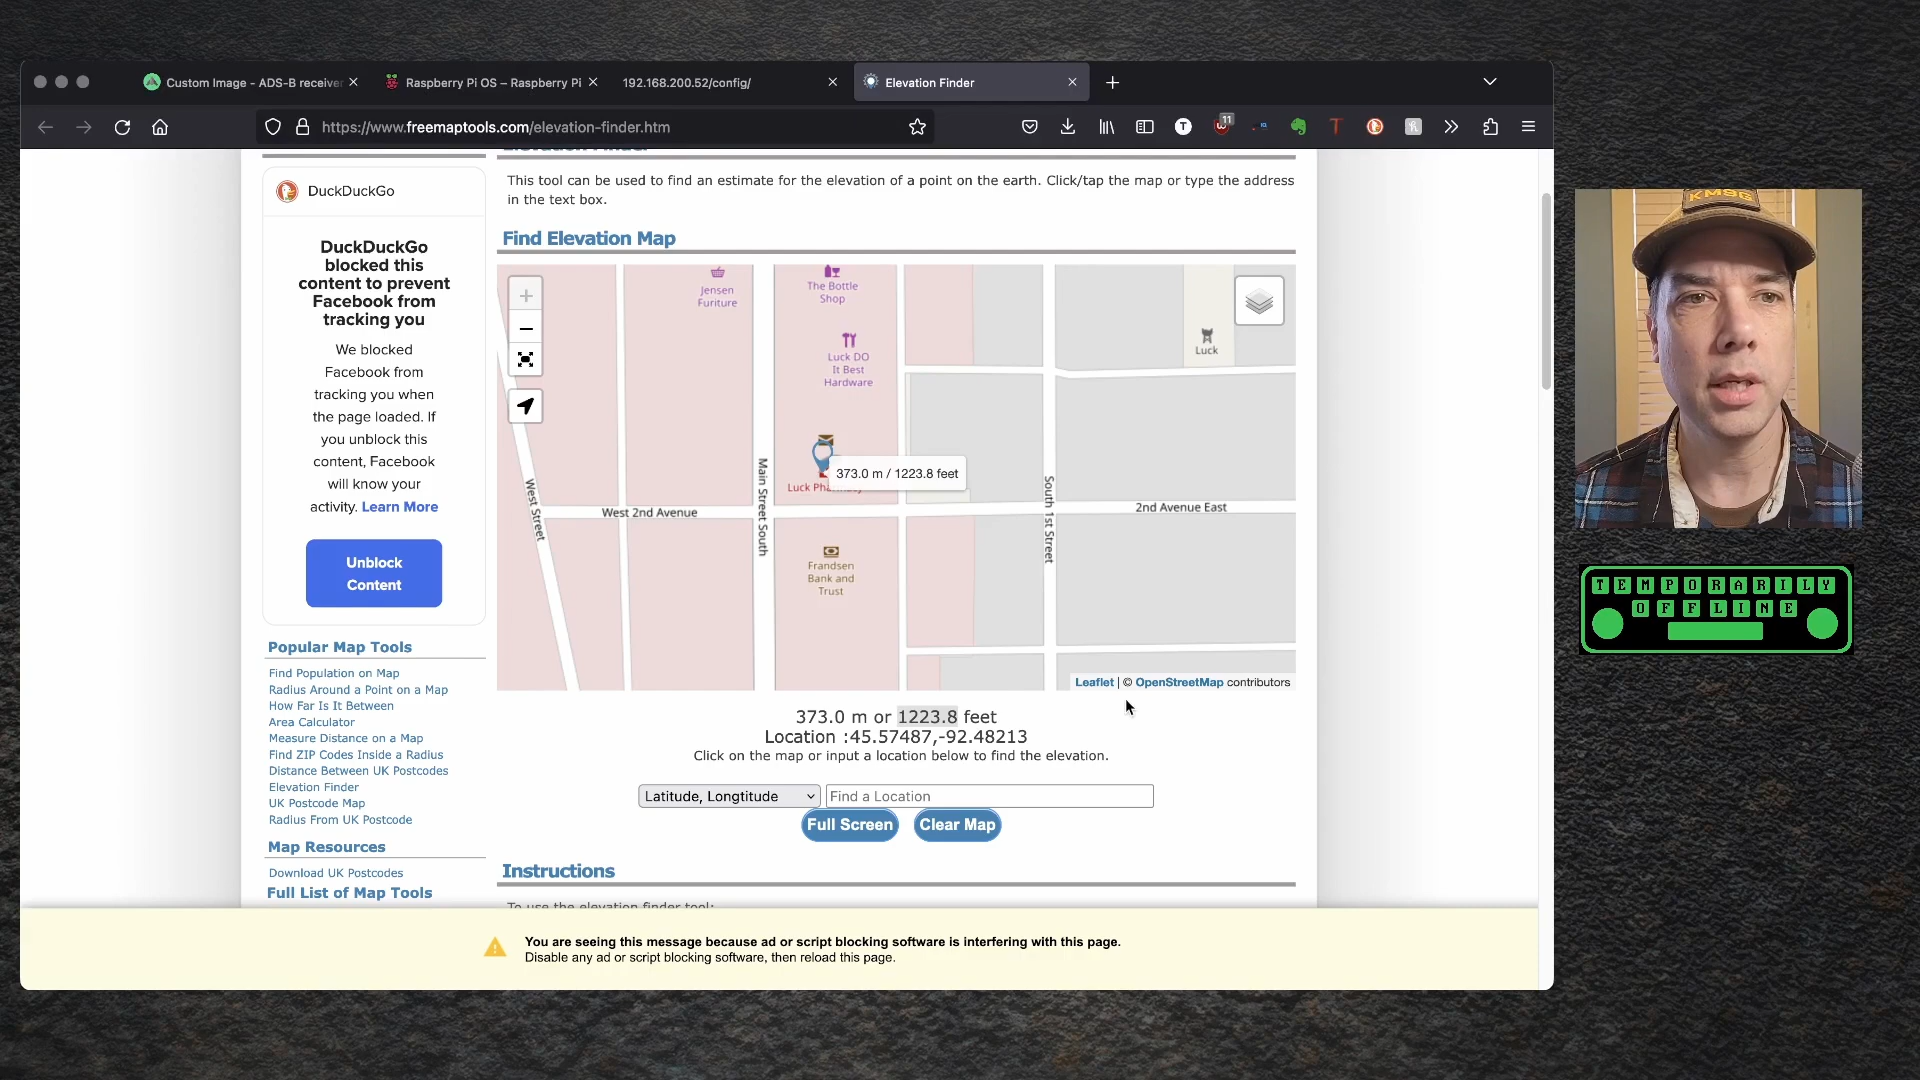 Custom Image - ADS-B receiver
Raspberry Pi OS – Raspberry Pi
192.168.200.52/config/
Elevation Finder
https://www.freemaptools.com/elevation-finder.htm
T
11
Elevation Finder
This tool can be used to find an estimate for the elevation of a point on the earth. Click/tap the map or type the address
in the text box.
Find Elevation Map
DuckDuckGo
DuckDuckGo
blocked this
content to prevent
Facebook from
tracking you
We blocked
Facebook from
tracking you when
the page loaded. If
you unblock this
content, Facebook
will know your
activity. Learn More
Unblock
Content
Popular Map Tools
Find Population on Map
Radius Around a Point on a Map
How Far Is It Between
Area Calculator
Measure Distance on a Map
Find ZIP Codes Inside a Radius
Distance Between UK Postcodes
Elevation Finder
UK Postcode Map
Radius From UK Postcode
Map Resources
Download UK Postcodes
Full List of Map Tools
+
−
Jensen
Furiture
The Bottle
Shop
Luck DO
It Best
Hardware
Luck
373.0 m / 1223.8 feet
Luck Pharmacy
West Street
West 2nd Avenue
Main Street South
South 1st Street
2nd Avenue East
Frandsen
Bank and
Trust
Leaflet | © OpenStreetMap contributors
373.0 m or 1223.8 feet
Location :45.57487,-92.48213
Click on the map or input a location below to find the elevation.
Latitude, Longtitude
Find a Location
Full Screen
Clear Map
Instructions
To use the elevation finder tool:
You are seeing this message because ad or script blocking software is interfering with this page.
Disable any ad or script blocking software, then reload this page.
KM9G
TEMPORARILY
OFFLINE